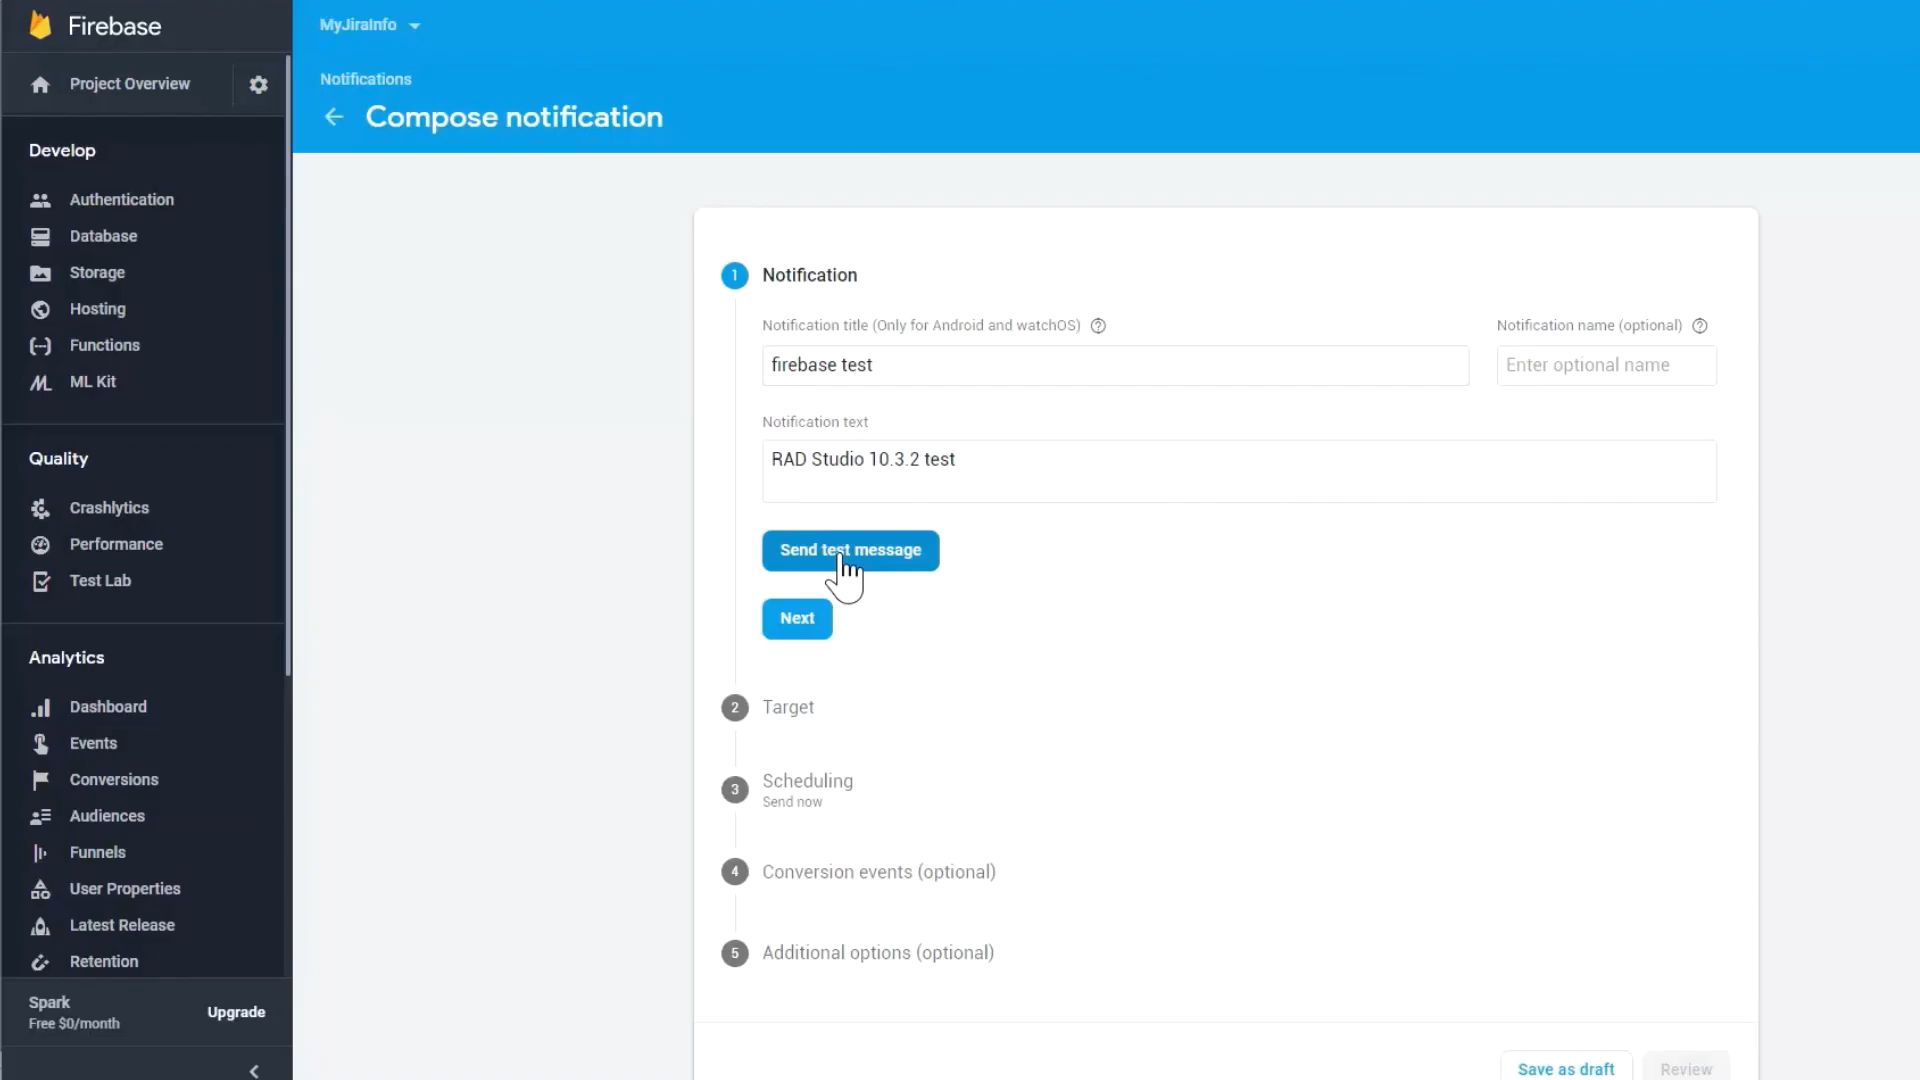 Firebase
Project Overview
Develop
Authentication
Database
Storage
Hosting
Functions
ML Kit
Quality
Crashlytics
Performance
Test Lab
Analytics
Dashboard
Events
Conversions
Audiences
Funnels
User Properties
Latest Release
Retention
Spark
Free $0/month
Upgrade
MyJiraInfo
Notifications
Compose notification
1 Notification
Notification title (Only for Android and watchOS)
firebase test
Notification name (optional)
Enter optional name
Notification text
RAD Studio 10.3.2 test
Send test message
Next
2 Target
3 Scheduling
Send now
4 Conversion events (optional)
5 Additional options (optional)
Save as draft
Review